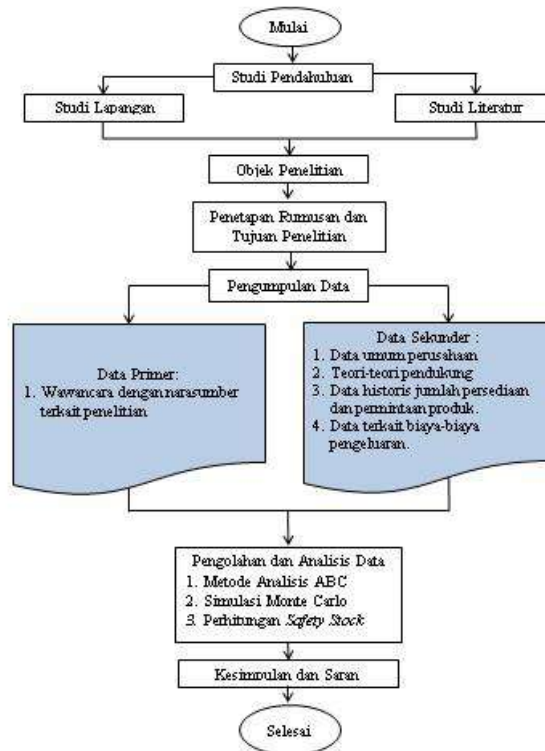 Mulai
Studi Pendahuluan
Studi Lapangan
Studi Literatur
Objek Penelitian
Penetapan Rumusan dan
Tujuan Penelitian
Pengumpulan Data
Data Primer:
1. Wawancara dengan narasumber
terkait penelitian
Data Sekunder :
1. Data umum perusahaan
2. Teori-teori pendukung
3. Data historis jumlah persediaan
dan permintaan produk.
4. Data terkait biaya-biaya
pengeluaran.
Pengolahan dan Analisis Data
1. Metode Analisis ABC
2. Simulasi Monte Carlo
3. Perhitungan Safety Stock
Kesimpulan dan Saran
Selesai